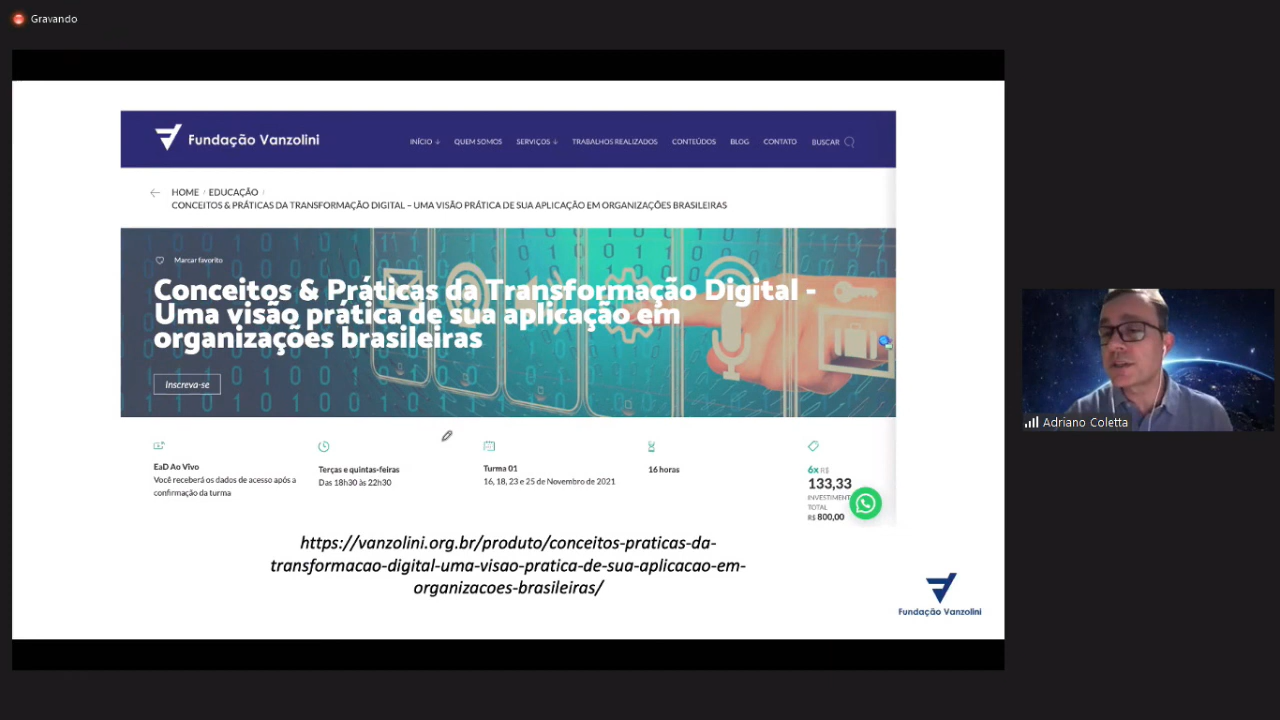 Gravando
Fundação Vanzolini
INÍCIO QUEM SOMOS SERVIÇOS TRABALHOS REALIZADOS CONTEÚDOS BLOG CONTATO BUSCAR
HOME / EDUCAÇÃO /
CONCEITOS & PRÁTICAS DA TRANSFORMAÇÃO DIGITAL – UMA VISÃO PRÁTICA DE SUA APLICAÇÃO EM ORGANIZAÇÕES BRASILEIRAS
Marcar favorito
Conceitos & Práticas da Transformação Digital -
Uma visão prática de sua aplicação em
organizações brasileiras
Inscreva-se
EaD Ao Vivo
Você receberá os dados de acesso após a
confirmação da turma
Terças e quintas-feiras
Das 18h30 às 22h30
Turma 01
16, 18, 23 e 25 de Novembro de 2021
16 horas
6x R$
133,33
INVESTIMENT
TOTAL
R$ 800,00
https://vanzolini.org.br/produto/conceitos-praticas-da-
transformacao-digital-uma-visao-pratica-de-sua-aplicacao-em-
organizacoes-brasileiras/
Fundação Vanzolini
Adriano Coletta